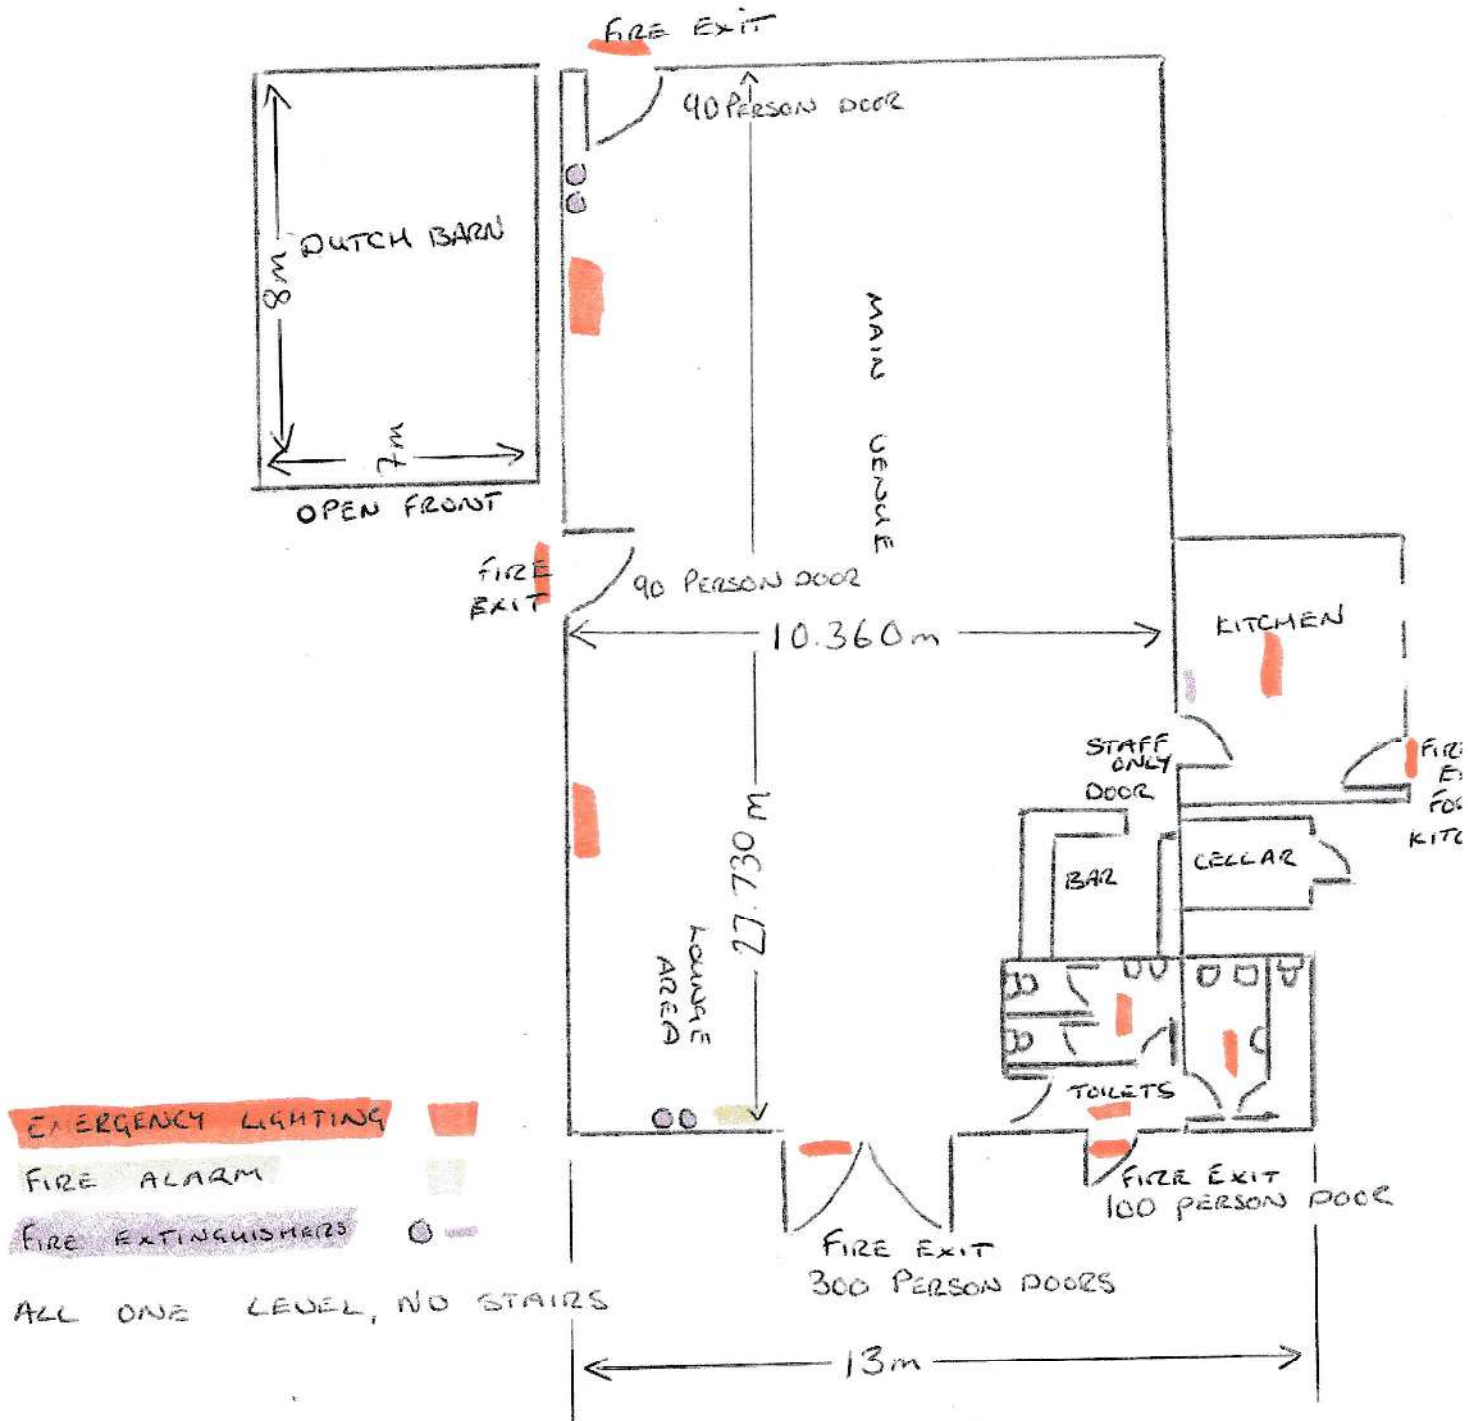 FIRE EXIT
90 PERSON DOOR
DUTCH BARN
8m
7m
OPEN FRONT
MAIN VENUE
FIRE
EXIT
90 PERSON DOOR
10.360m
27.730m
KITCHEN
STAFF
ONLY
DOOR
FIRE
KITC
BAR
CELLAR
LOUNGE
AREA
TOILETS
FIRE EXIT
100 PERSON DOOR
FIRE EXIT
300 PERSON DOORS
EMERGENCY LIGHTING
FIRE ALARM
FIRE EXTINGUISHERS
ALL ONE LEVEL, NO STAIRS
13m